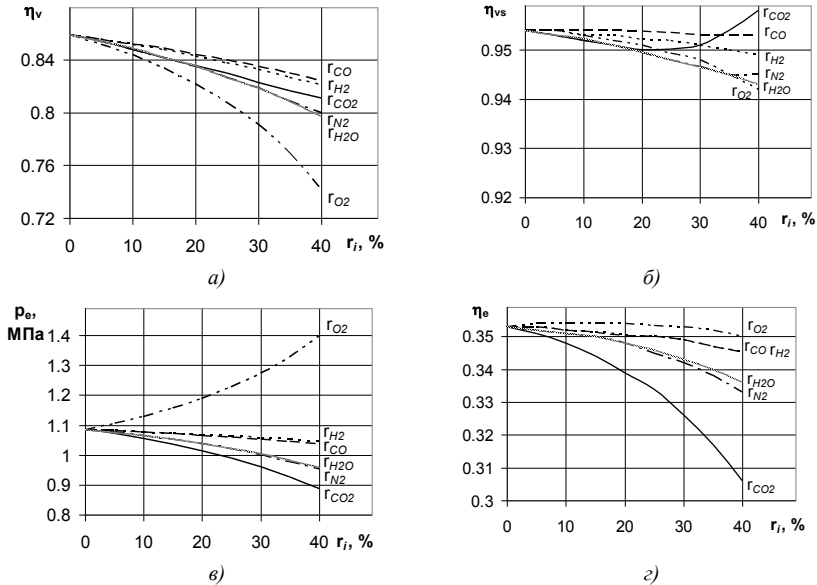 ηv
0.84
0.8
0.76
0.72
0 10 20 30 40
ri, %
rCO
rH2
rCO2
rN2
rH2O
rO2
а)
ηvs
0.95
0.94
0.93
0.92
0 10 20 30 40
ri, %
rCO2
rCO
rH2
rN2
rH2O
rO2
б)
pe,
МПа
1.4
1.3
1.2
1.1
1
0.9
0.8
0 10 20 30 40
ri, %
rO2
rH2
rCO
rH2O
rN2
rCO2
в)
ηe
0.35
0.34
0.33
0.32
0.31
0.3
0 10 20 30 40
ri, %
rO2
rCO rH2
rH2O
rN2
rCO2
г)